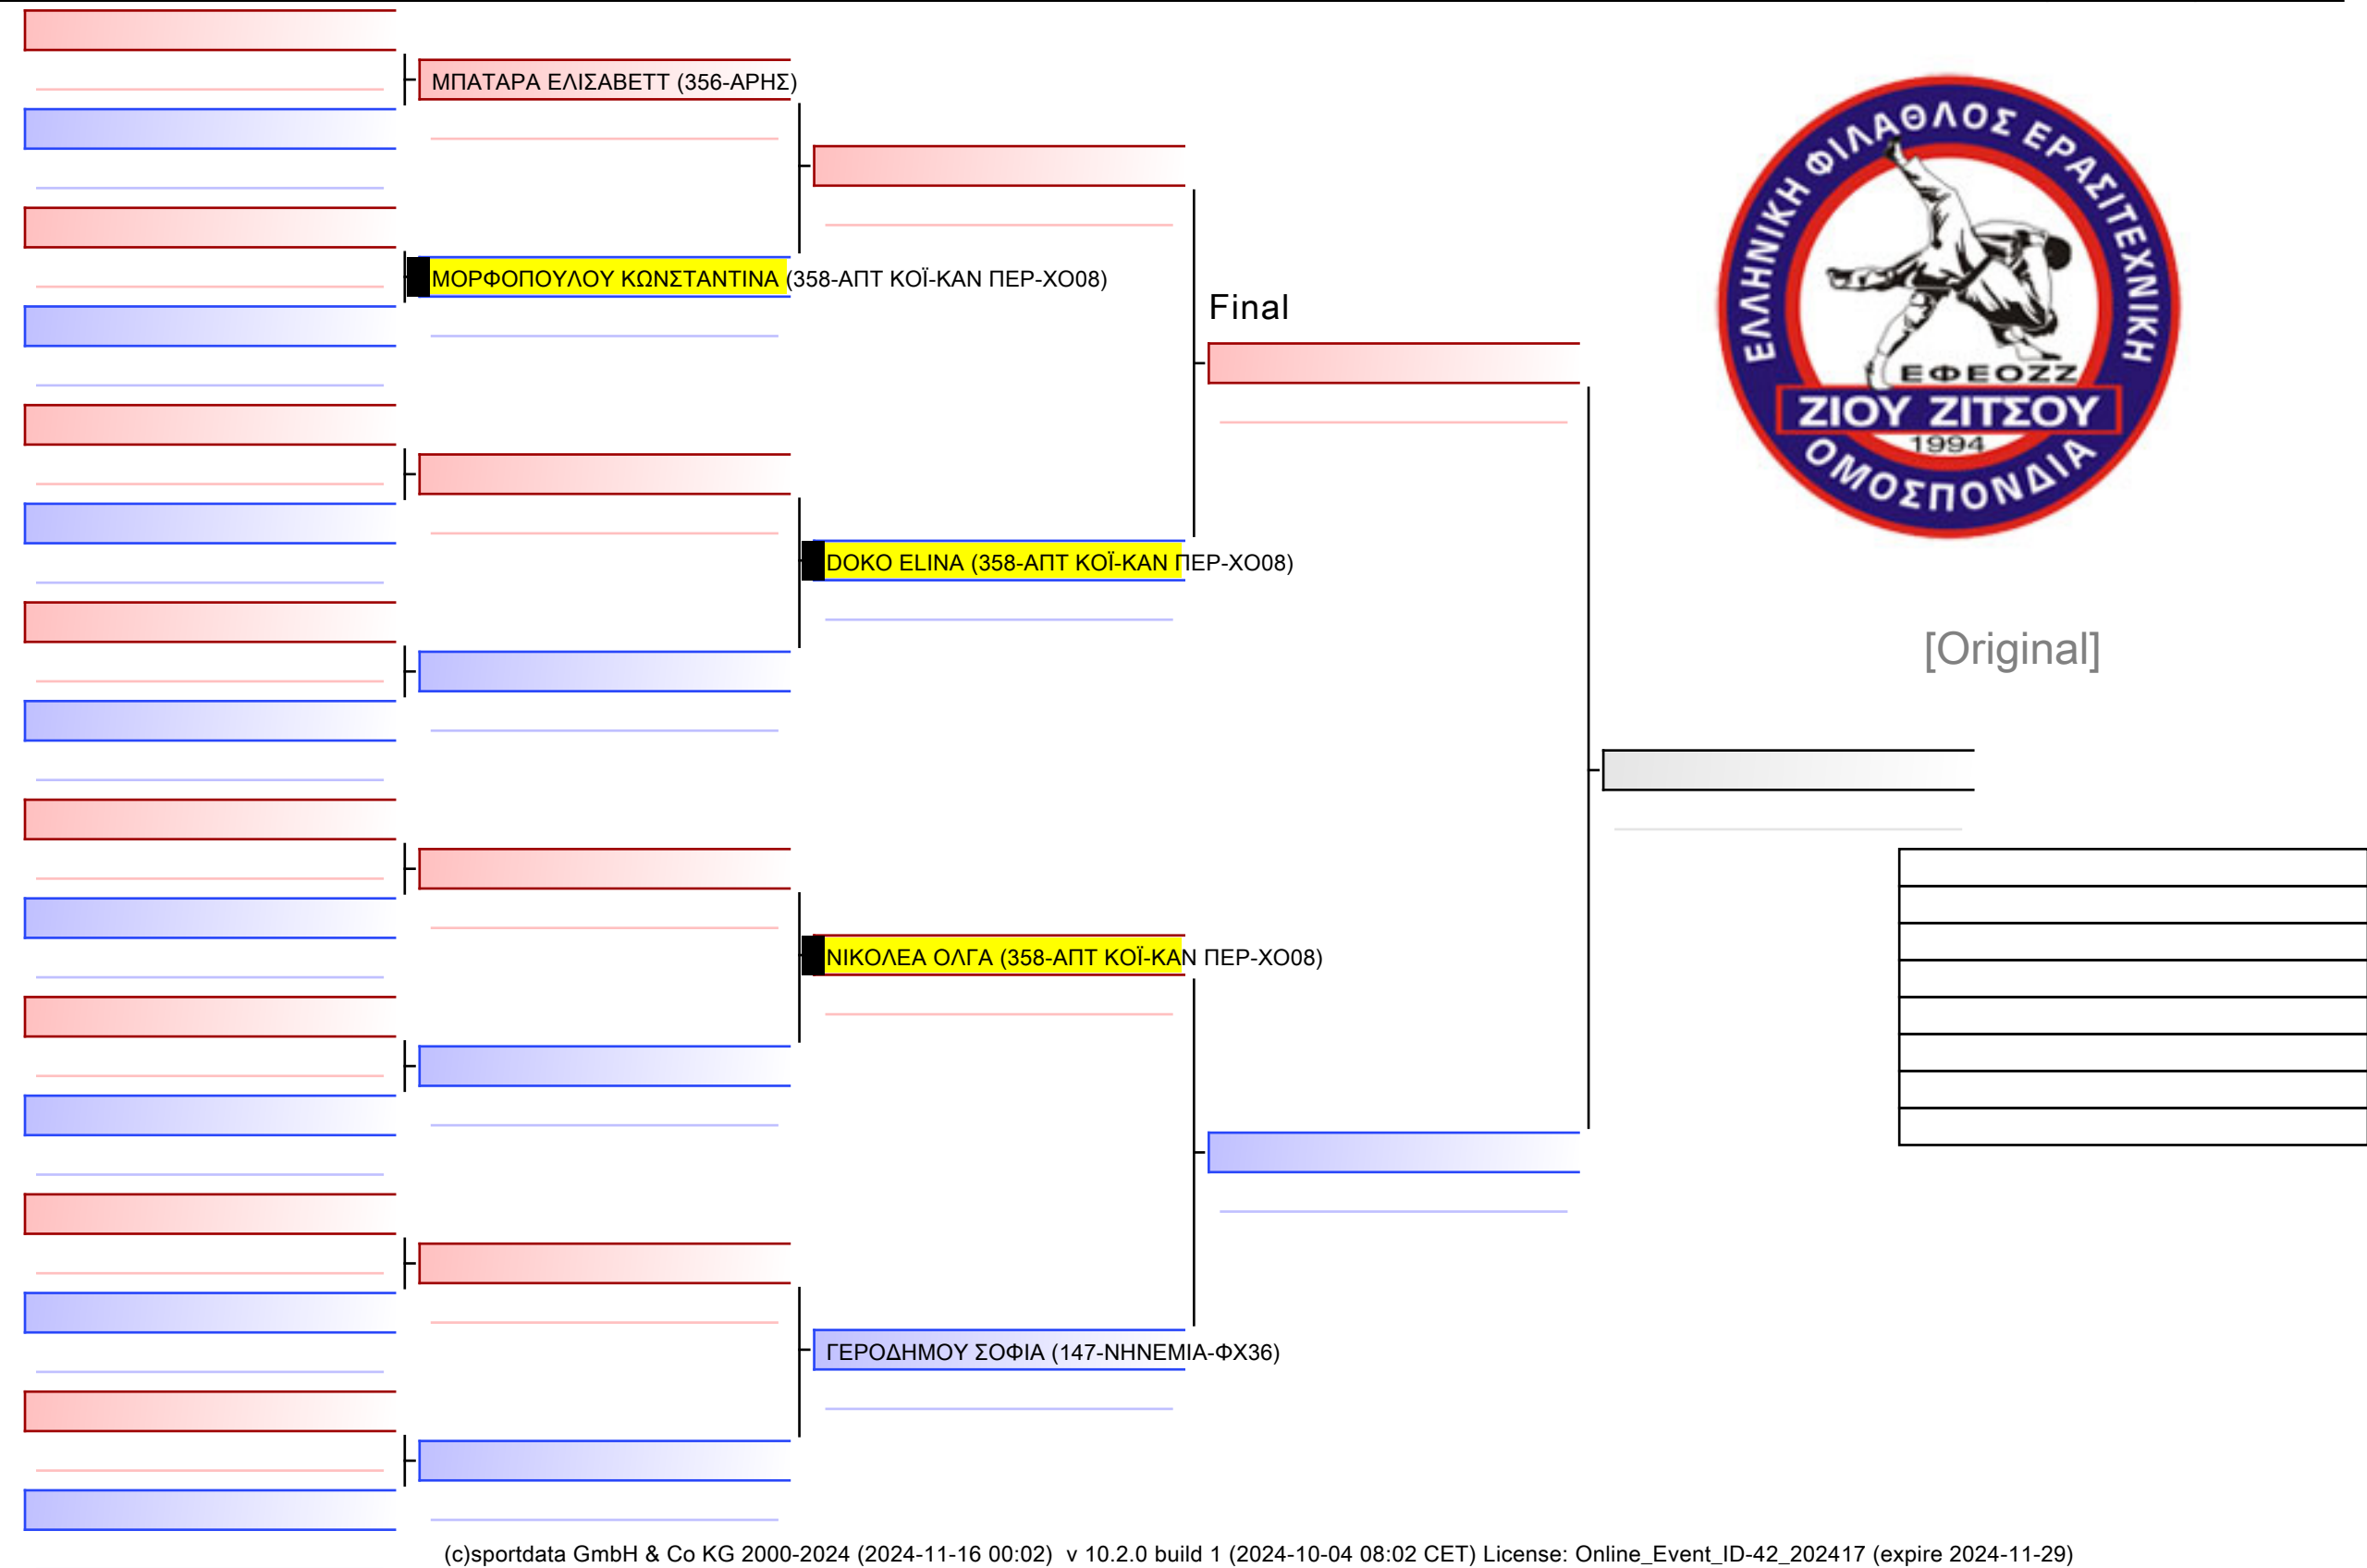 ΜΠΑΤΑΡΑ ΕΛΙΣΑΒΕΤΤ (356-ΑΡΗΣ)
ΜΟΡΦΟΠΟΥΛΟΥ ΚΩΝΣΤΑΝΤΙΝΑ (358-ΑΠΤ ΚΟΪ-ΚΑΝ ΠΕΡ-ΧΟ08)
Final
DOKO ELINA (358-ΑΠΤ ΚΟΪ-ΚΑΝ ΠΕΡ-ΧΟ08)
ΝΙΚΟΛΕΑ ΟΛΓΑ (358-ΑΠΤ ΚΟΪ-ΚΑΝ ΠΕΡ-ΧΟ08)
ΓΕΡΟΔΗΜΟΥ ΣΟΦΙΑ (147-ΝΗΝΕΜΙΑ-ΦΧ36)
ΕΛΛΗΝΙΚΗ ΦΙΛΑΘΛΟΣ ΕΡΑΣΙΤΕΧΝΙΚΗ
ΕΦΕΟΖΖ
ΖΙΟΥ ΖΙΤΣΟΥ
1994
ΟΜΟΣΠΟΝΔΙΑ
[Original]
(c)sportdata GmbH & Co KG 2000-2024 (2024-11-16 00:02) v 10.2.0 build 1 (2024-10-04 08:02 CET) License: Online_Event_ID-42_202417 (expire 2024-11-29)